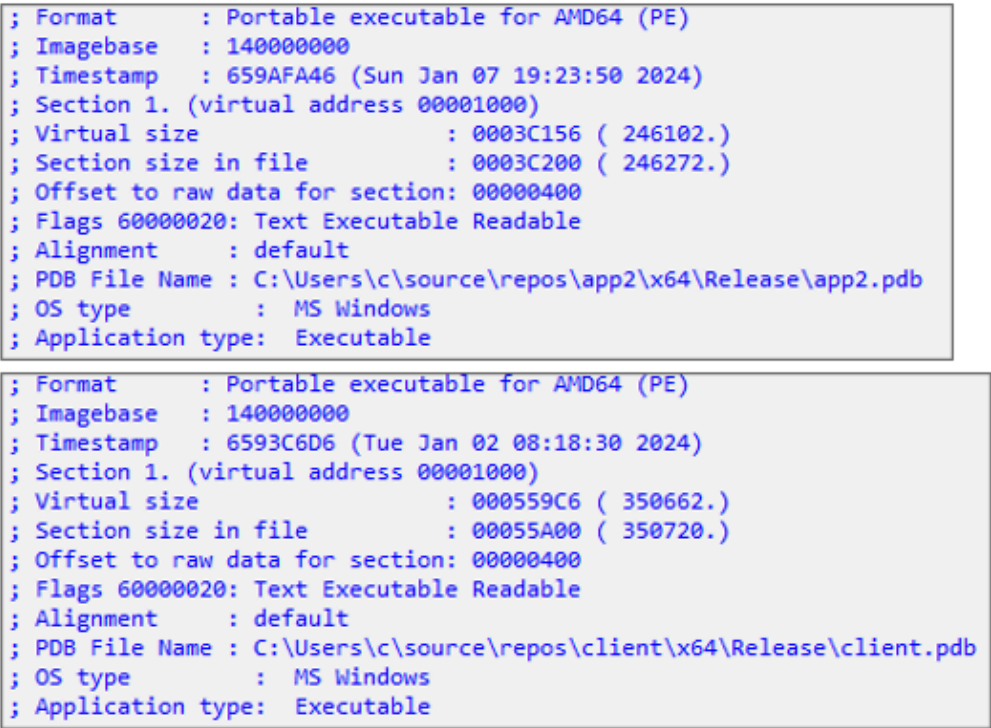 ; Format      : Portable executable for AMD64 (PE)
; Imagebase   : 140000000
; Timestamp   : 659AFA46 (Sun Jan 07 19:23:50 2024)
; Section 1. (virtual address 00001000)
; Virtual size                  : 0003C156 ( 246102.)
; Section size in file          : 0003C200 ( 246272.)
; Offset to raw data for section: 00000400
; Flags 60000020: Text Executable Readable
; Alignment     : default
; PDB File Name : C:\Users\c\source\repos\app2\x64\Release\app2.pdb
; OS type         :  MS Windows
; Application type:  Executable
; Format      : Portable executable for AMD64 (PE)
; Imagebase   : 140000000
; Timestamp   : 6593C6D6 (Tue Jan 02 08:18:30 2024)
; Section 1. (virtual address 00001000)
; Virtual size                  : 000559C6 ( 350662.)
; Section size in file          : 00055A00 ( 350720.)
; Offset to raw data for section: 00000400
; Flags 60000020: Text Executable Readable
; Alignment     : default
; PDB File Name : C:\Users\c\source\repos\client\x64\Release\client.pdb
; OS type         :  MS Windows
; Application type:  Executable